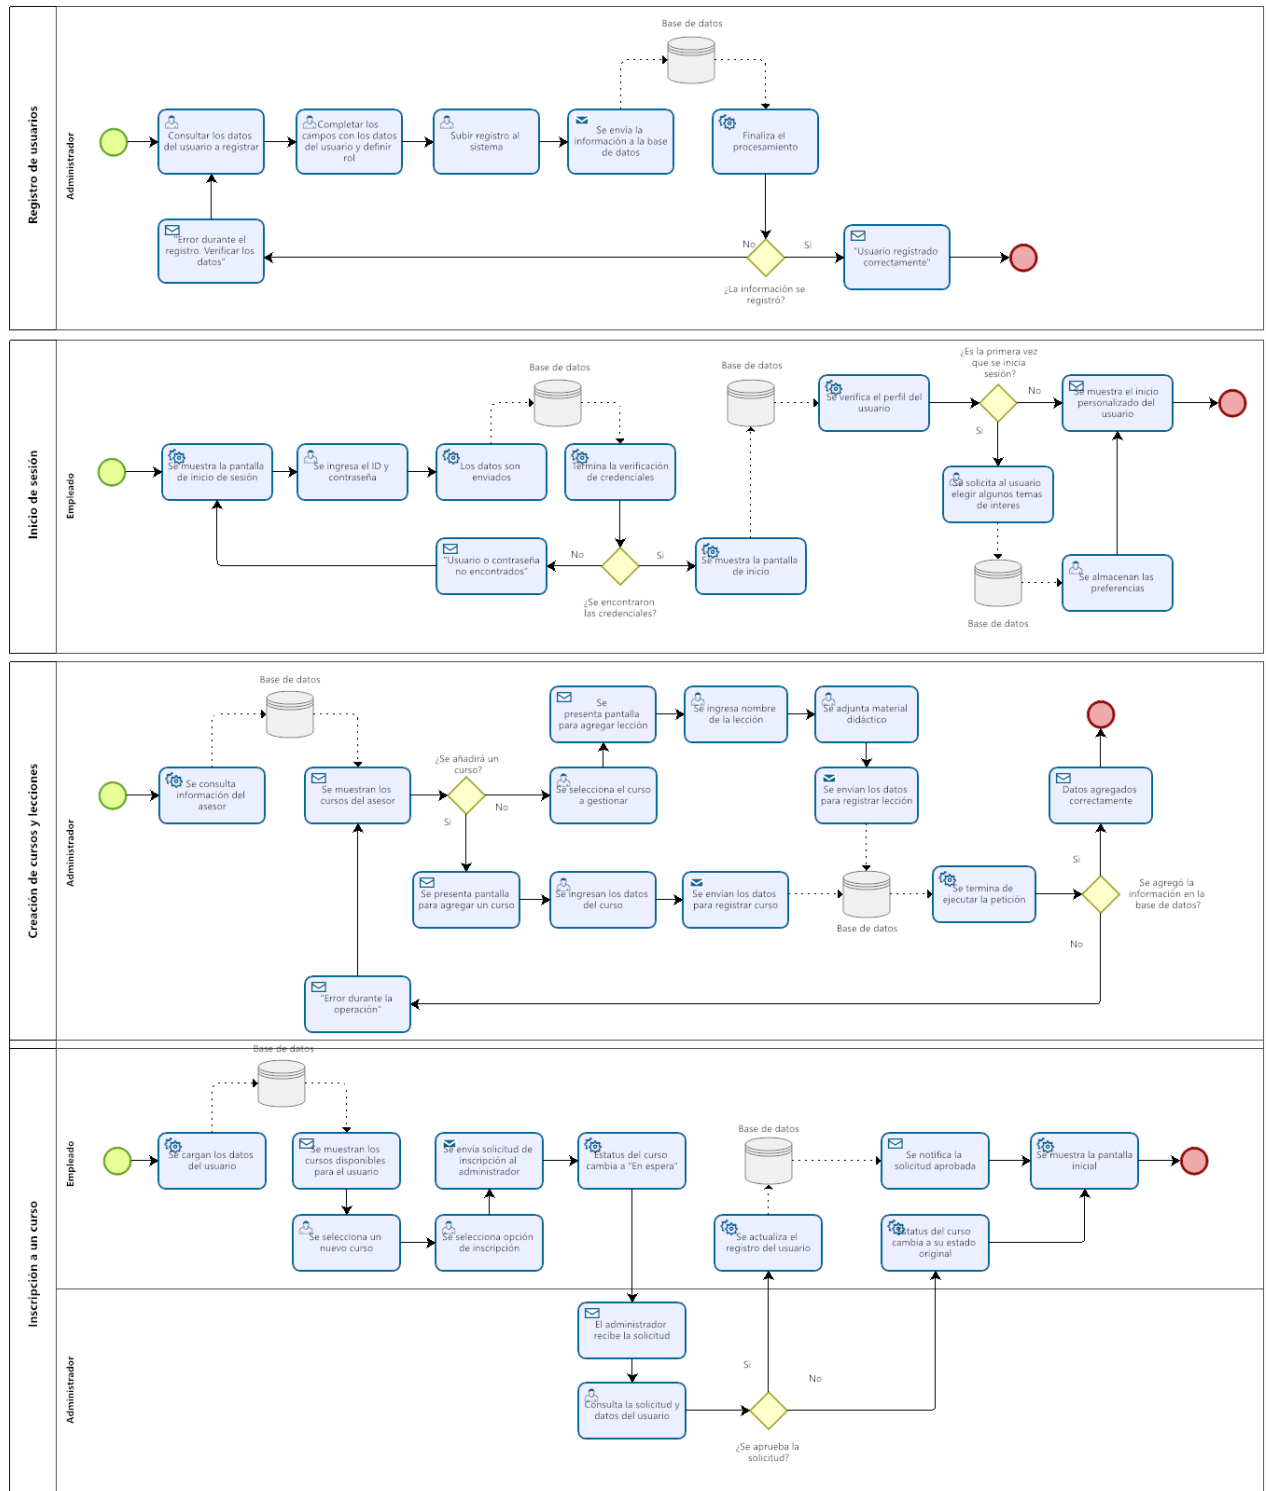 Registro de usuarios
Administrador
Base de datos
Consultar los datos
del usuario a registrar
Completar los
campos con los datos
del usuario y definir
rol
Subir registro al
sistema
Se envía la
información a la base
de datos
Finaliza el
procesamiento
"Error durante el
registro. Verificar los
datos"
No
Si
¿La información se
registró?
"Usuario registrado
correctamente"
Inicio de sesión
Empleado
Se muestra la pantalla
de inicio de sesión
Se ingresa el ID y
contraseña
Los datos son
enviados
Base de datos
Termina la verificación
de credenciales
"Usuario o contraseña
no encontrados"
No
Si
¿Se encontraron
las credenciales?
Se muestra la pantalla
de inicio
Base de datos
Se verifica el perfil del
usuario
¿Es la primera vez
que se inicia
sesión?
No
Si
Se muestra el inicio
personalizado del
usuario
Se solicita al usuario
elegir algunos temas
de interes
Base de datos
Se almacenan las
preferencias
Creación de cursos y lecciones
Administrador
Base de datos
Se consulta
información del
asesor
Se muestran los
cursos del asesor
¿Se añadirá un
curso?
No
Si
Se selecciona el curso
a gestionar
Se
presenta pantalla
para agregar lección
Se ingresa nombre
de la lección
Se adjunta material
didáctico
Se envían los datos
para registrar lección
Se presenta pantalla
para agregar un curso
Se ingresan los datos
del curso
Se envían los datos
para registrar curso
Base de datos
Se termina de
ejecutar la petición
Se agregó la
información en la
base de datos?
Si
No
Datos agregados
correctamente
"Error durante la
operación"
Inscripción a un curso
Empleado
Base de datos
Se cargan los datos
del usuario
Se muestran los
cursos disponibles
para el usuario
Se selecciona un
nuevo curso
Se selecciona opción
de inscripción
Se envía solicitud de
inscripción al
administrador
Estatus del curso
cambia a "En espera"
Base de datos
Se actualiza el
registro del usuario
Se notifica la
solicitud aprobada
Se muestra la pantalla
inicial
Estatus del curso
cambia a su estado
original
Administrador
El administrador
recibe la solicitud
Consulta la solicitud y
datos del usuario
Si
No
¿Se aprueba la
solicitud?